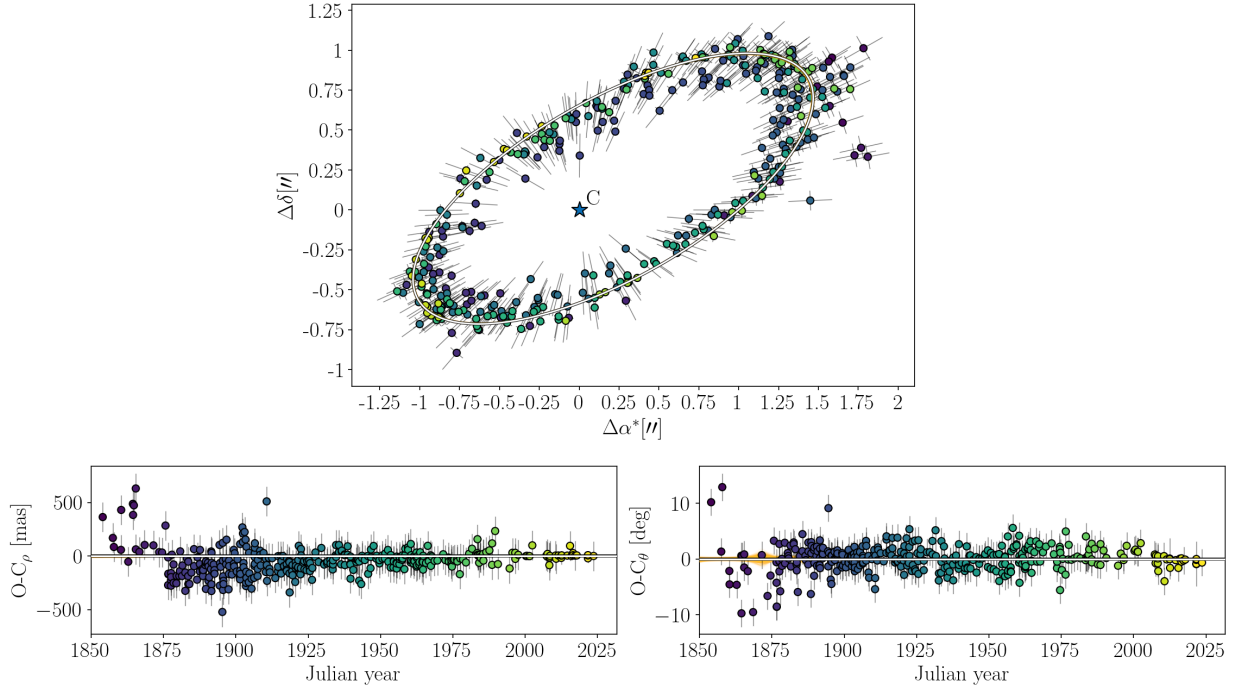 1.25
1
0.75
0.5
0.25
0
-0.25
-0.5
-0.75
-1
Δδ[″]
C
-1.25 -1 -0.75 -0.5 -0.25 0 0.25 0.5 0.75 1 1.25 1.5 1.75 2
Δα*[″]
500
0
−500
O-Cρ [mas]
1850 1875 1900 1925 1950 1975 2000 2025
Julian year
10
0
−10
O-Cθ [deg]
1850 1875 1900 1925 1950 1975 2000 2025
Julian year